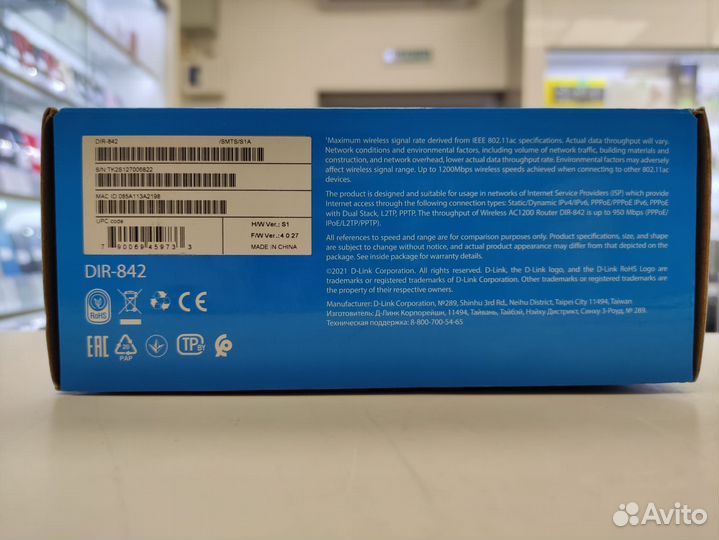 DIR-842 /SMTS/S1A
S/N:TK2S127006822
MAC ID:085A113A2198
UPC code
7 90069 45973 3
H/W Ver.: S1
F/W Ver.:4.0.27
MADE IN CHINA
DIR-842
RoHS
CE
EAC
20
PAP
TP
BY
¹Maximum wireless signal rate derived from IEEE 802.11ac specifications. Actual data throughput will vary.
Network conditions and environmental factors, including volume of network traffic, building materials and
construction, and network overhead, lower actual data throughput rate. Environmental factors may adversely
affect wireless signal range. Up to 1200Mbps wireless speeds achieved when connecting to other 802.11ac
devices.
The product is designed and suitable for usage in networks of Internet Service Providers (ISP) which provide
Internet access through the following connection types: Static/Dynamic IPv4/IPv6, PPPoE/PPPoE IPv6, PPPoE
with Dual Stack, L2TP, PPTP. The throughput of Wireless AC1200 Router DIR-842 is up to 950 Mbps (PPPoE/
IPoE/L2TP/PPTP).
All references to speed and range are for comparison purposes only. Product specifications, size and shape
are subject to change without notice, and actual product appearance may differ from that depicted on the
package. See inside package for warranty details.
©2021 D-Link Corporation. All rights reserved. D-Link, the D-Link logo, and the D-Link RoHS Logo are
trademarks or registered trademarks of D-Link Corporation. Other trademarks or registered trademarks are
the property of their respective owners.
Manufacturer: D-Link Corporation, №289, Shinhu 3rd Rd., Neihu District, Taipei City 11494, Taiwan
Изготовитель: Д-Линк Корпорейшн, 11494, Тайвань, Тайбэй, Нэйху Дистрикт, Синху 3-Роуд, № 289.
Техническая поддержка: 8-800-700-54-65
Avito